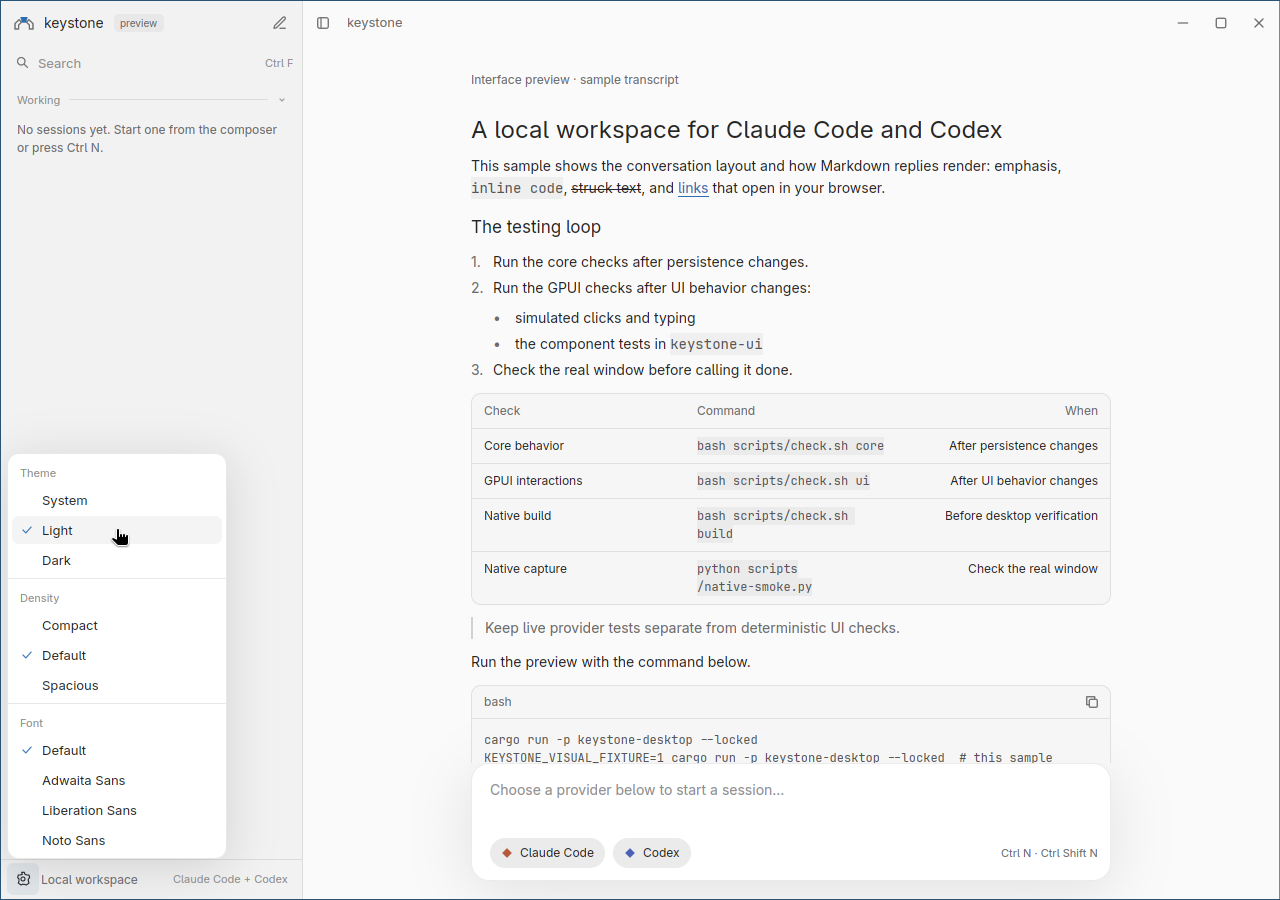 keystone preview
Search Ctrl F
Working
No sessions yet. Start one from the composer
or press Ctrl N.
Theme
System
Light
Dark
Density
Compact
Default
Spacious
Font
Default
Adwaita Sans
Liberation Sans
Noto Sans
Local workspace Claude Code + Codex
keystone
Interface preview · sample transcript
A local workspace for Claude Code and Codex
This sample shows the conversation layout and how Markdown replies render: emphasis,
inline code, struck text, and links that open in your browser.
The testing loop
1. Run the core checks after persistence changes.
2. Run the GPUI checks after UI behavior changes:
• simulated clicks and typing
• the component tests in keystone-ui
3. Check the real window before calling it done.
Check Command When
Core behavior bash scripts/check.sh core After persistence changes
GPUI interactions bash scripts/check.sh ui After UI behavior changes
Native build bash scripts/check.sh Before desktop verification
build
Native capture python scripts Check the real window
/native-smoke.py
Keep live provider tests separate from deterministic UI checks.
Run the preview with the command below.
bash
cargo run -p keystone-desktop --locked
KEYSTONE_VISUAL_FIXTURE=1 cargo run -p keystone-desktop --locked  # this sample
Choose a provider below to start a session...
Claude Code Codex Ctrl N · Ctrl Shift N